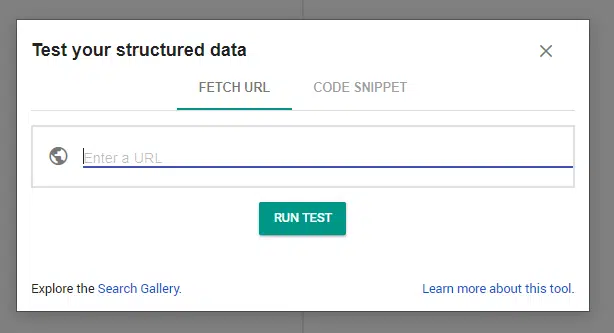 Test your structured data
FETCH URL
CODE SNIPPET
Enter a URL
RUN TEST
Explore the Search Gallery.
Learn more about this tool.